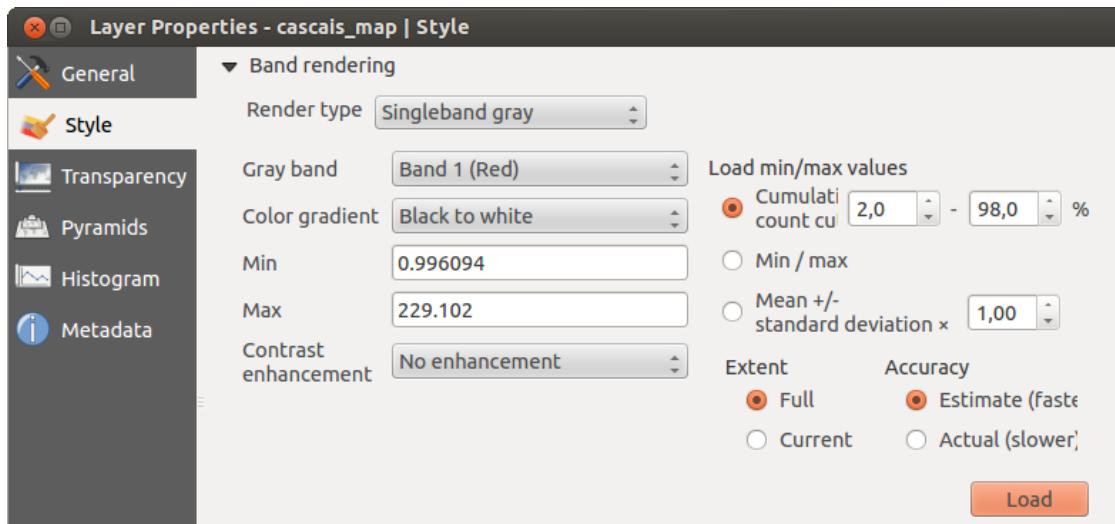 Layer Properties - cascais_map | Style
General
Style
Transparency
Pyramids
Histogram
Metadata
Band rendering
Render type Singleband gray
Gray band Band 1 (Red)
Color gradient Black to white
Min 0.996094
Max 229.102
Contrast
enhancement No enhancement
Load min/max values
Cumulati
count cu 2,0 - 98,0 %
Min / max
Mean +/-
standard deviation × 1,00
Extent Accuracy
Full Estimate (faste
Current Actual (slower)
Load